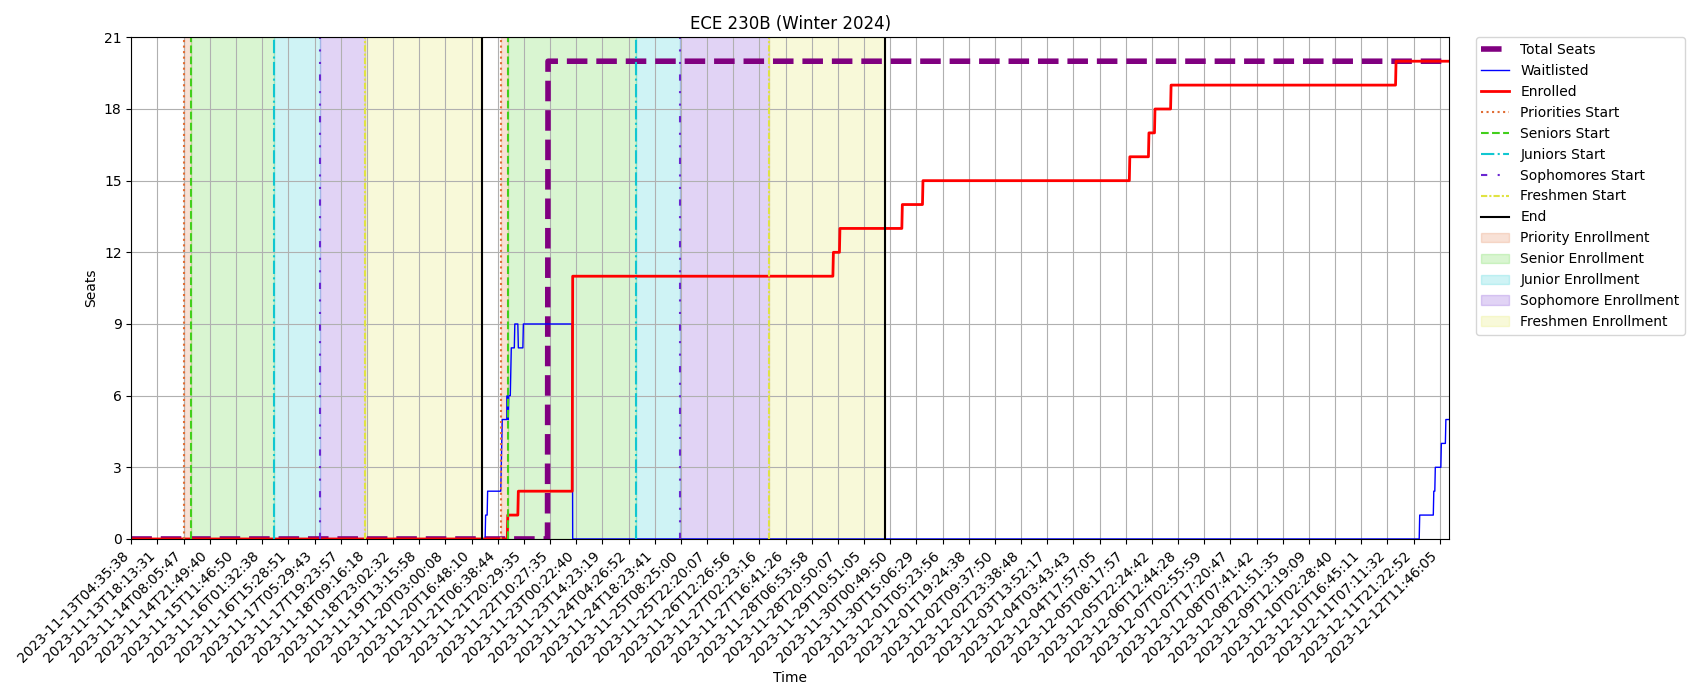 ECE 230B (Winter 2024)
21
18
15
12
9
6
3
0
Seats
2023-11-13T04:35:38
2023-11-13T18:13:31
2023-11-14T08:05:47
2023-11-14T21:49:40
2023-11-15T11:46:50
2023-11-16T01:32:38
2023-11-16T15:28:51
2023-11-17T05:29:43
2023-11-17T19:23:57
2023-11-18T09:16:18
2023-11-18T23:02:32
2023-11-19T13:15:58
2023-11-20T03:00:08
2023-11-20T16:48:10
2023-11-21T06:38:44
2023-11-21T20:29:35
2023-11-22T10:27:35
2023-11-23T00:22:40
2023-11-23T14:23:19
2023-11-24T04:26:52
2023-11-24T18:23:41
2023-11-25T08:25:00
2023-11-25T22:20:07
2023-11-26T12:26:56
2023-11-27T02:23:16
2023-11-27T16:41:26
2023-11-28T06:53:58
2023-11-28T20:50:07
2023-11-29T10:51:05
2023-11-30T00:49:50
2023-11-30T15:06:29
2023-12-01T05:23:56
2023-12-01T19:24:38
2023-12-02T09:37:50
2023-12-02T23:38:48
2023-12-03T13:52:17
2023-12-04T03:43:43
2023-12-04T17:57:05
2023-12-05T08:17:57
2023-12-05T22:24:42
2023-12-06T12:44:28
2023-12-07T02:55:59
2023-12-07T17:20:47
2023-12-08T07:41:42
2023-12-08T21:51:35
2023-12-09T12:19:09
2023-12-10T02:28:40
2023-12-10T16:45:11
2023-12-11T07:11:32
2023-12-11T21:22:52
2023-12-12T11:46:05
Time
Total Seats
Waitlisted
Enrolled
Priorities Start
Seniors Start
Juniors Start
Sophomores Start
Freshmen Start
End
Priority Enrollment
Senior Enrollment
Junior Enrollment
Sophomore Enrollment
Freshmen Enrollment